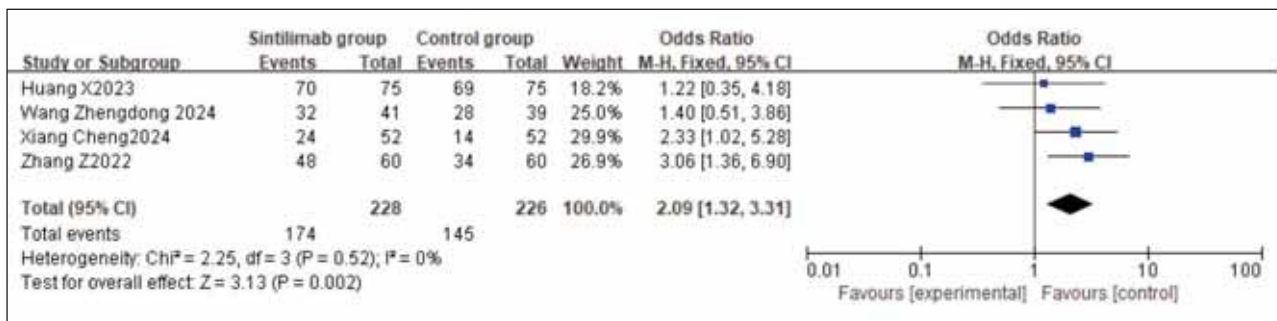 Sintilimab group Control group Odds Ratio Odds Ratio
Study or Subgroup Events Total Events Total Weight M-H, Fixed, 95% CI M-H, Fixed, 95% CI
Huang X2023 70 75 69 75 18.2% 1.22 [0.35, 4.18]
Wang Zhengdong 2024 32 41 28 39 25.0% 1.40 [0.51, 3.86]
Xiang Cheng2024 24 52 14 52 29.9% 2.33 [1.02, 5.28]
Zhang Z2022 48 60 34 60 26.9% 3.06 [1.36, 6.90]
Total (95% CI) 228 226 100.0% 2.09 [1.32, 3.31]
Total events 174 145
Heterogeneity: Chi² = 2.25, df = 3 (P = 0.52); I² = 0%
Test for overall effect: Z = 3.13 (P = 0.002)
0.01 0.1 1 10 100
Favours [experimental] Favours [control]